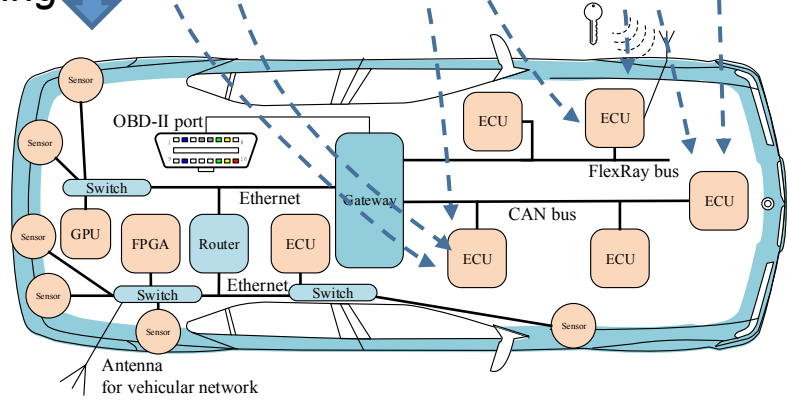 ing
Sensor
OBD-II port
ECU
ECU
Sensor
FlexRay bus
Switch
Ethernet
Gateway
ECU
CAN bus
GPU
FPGA
Router
ECU
Sensor
ECU
ECU
Ethernet
Switch
Switch
Sensor
Sensor
Sensor
Antenna
for vehicular network